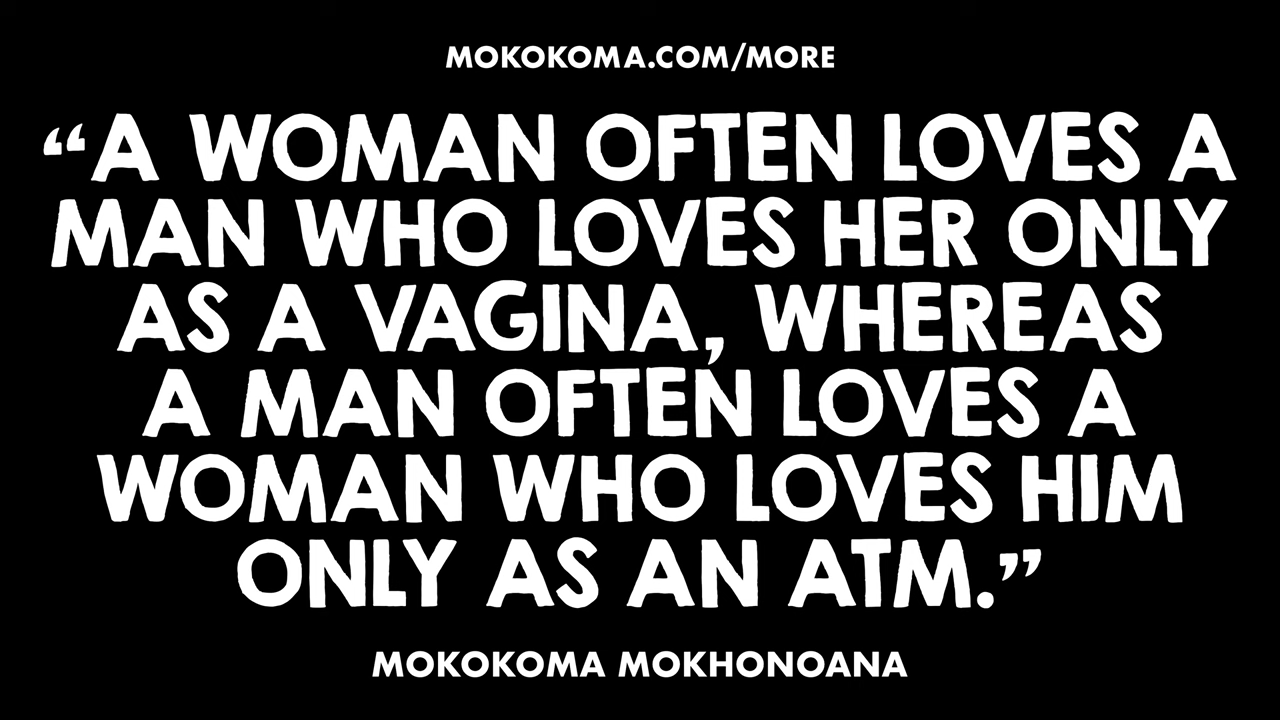 MOKOKOMA.COM/MORE
“A WOMAN OFTEN LOVES A
MAN WHO LOVES HER ONLY
AS A VAGINA, WHEREAS
A MAN OFTEN LOVES A
WOMAN WHO LOVES HIM
ONLY AS AN ATM.”
MOKOKOMA MOKHONOANA